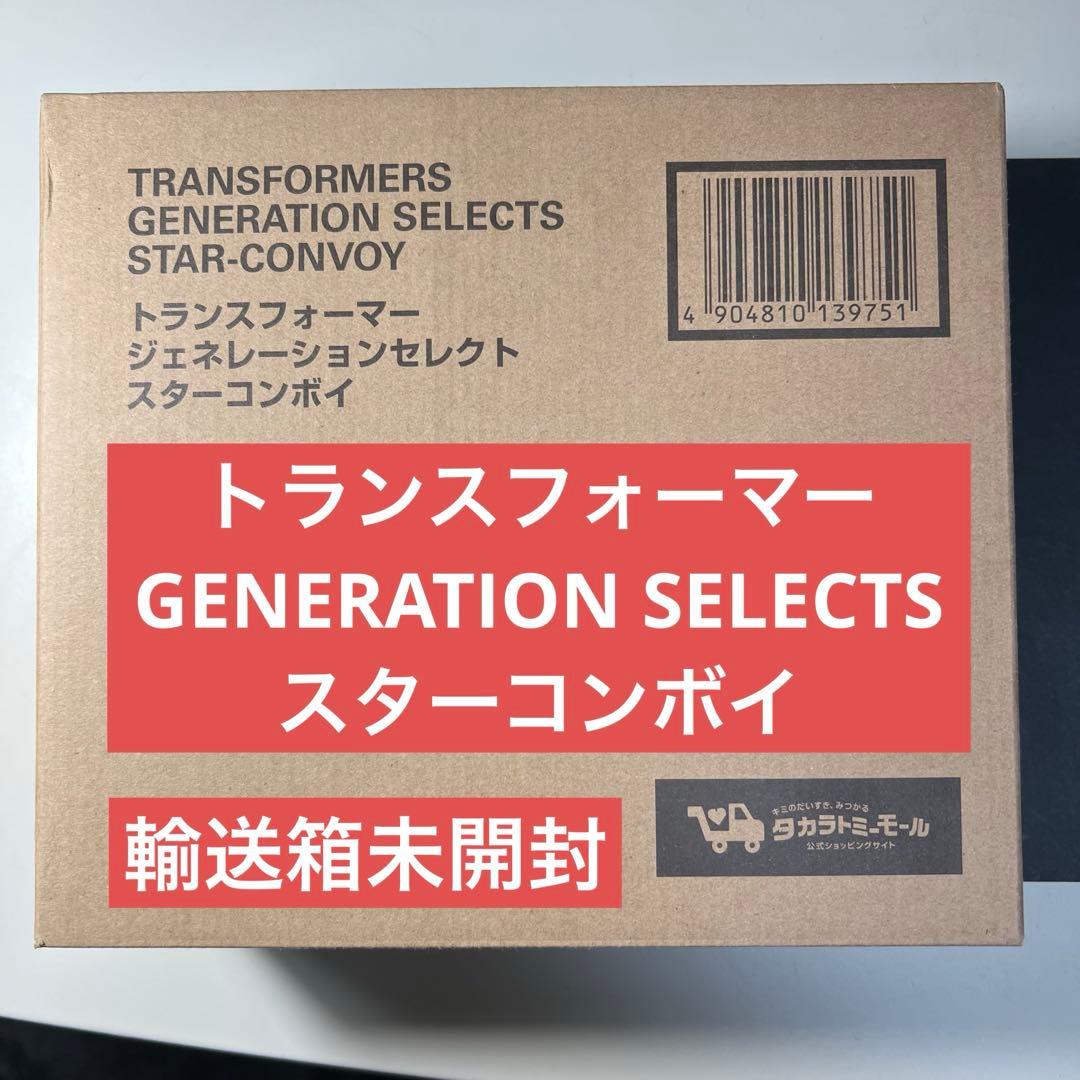 TRANSFORMERS
GENERATION SELECTS
STAR-CONVOY
トランスフォーマー
ジェネレーションセレクト
スターコンボイ
4 904810 139751
トランスフォーマー
GENERATION SELECTS
スターコンボイ
輸送箱未開封
キミのだいすき、みつかる
タカラトミーモール
公式ショッピングサイト